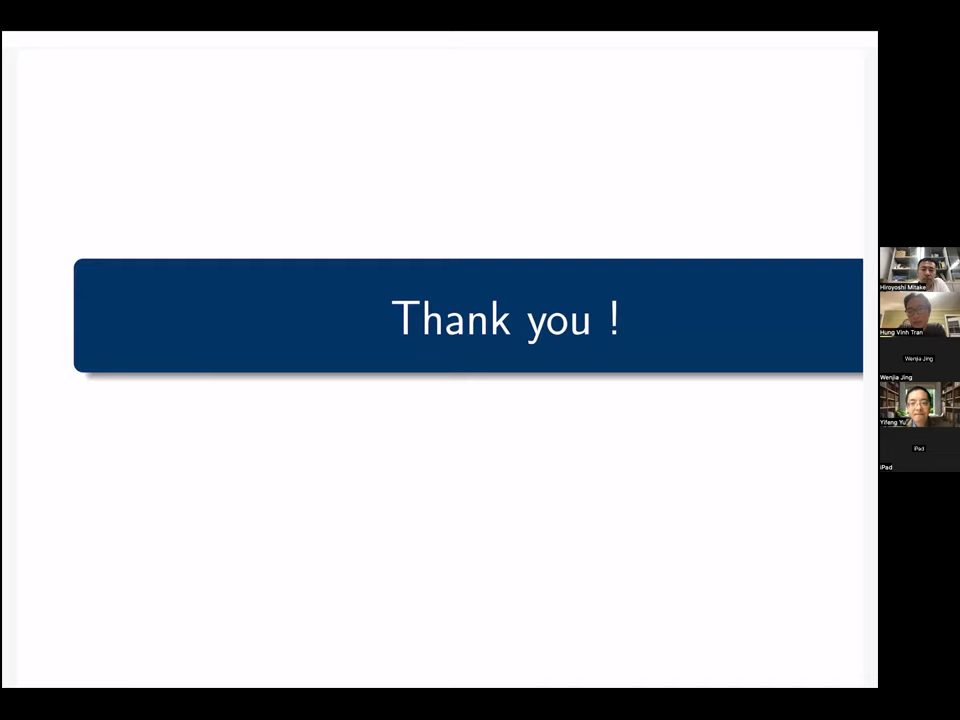 Thank you !
Hiroyoshi Mitake
Hung Vinh Tran
Wenjia Jing
Wenjia Jing
Yifeng Yu
iPad
iPad